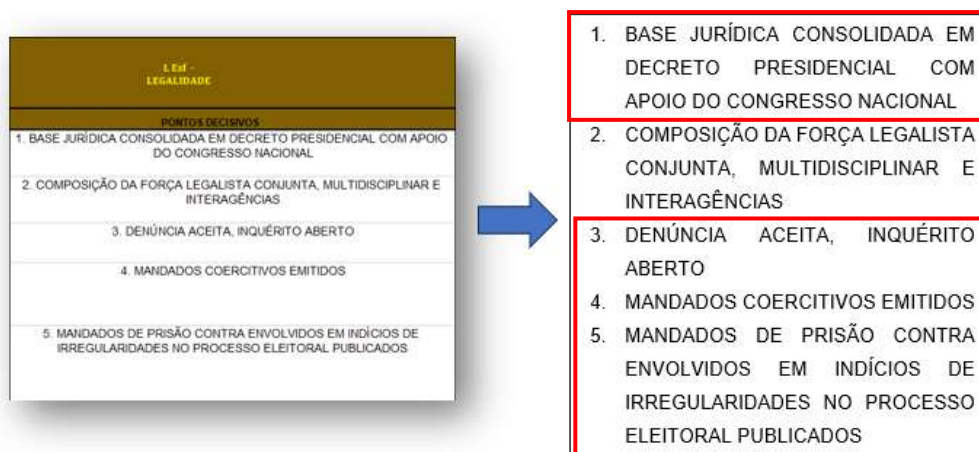 L Esf -
LEGALIDADE
PONTOS DECISIVOS
1. BASE JURÍDICA CONSOLIDADA EM DECRETO PRESIDENCIAL COM APOIO
DO CONGRESSO NACIONAL
2. COMPOSIÇÃO DA FORÇA LEGALISTA CONJUNTA, MULTIDISCIPLINAR E
INTERAGÊNCIAS
3. DENÚNCIA ACEITA, INQUÉRITO ABERTO
4. MANDADOS COERCITIVOS EMITIDOS
5. MANDADOS DE PRISÃO CONTRA ENVOLVIDOS EM INDÍCIOS DE
IRREGULARIDADES NO PROCESSO ELEITORAL PUBLICADOS
1. BASE JURÍDICA CONSOLIDADA EM
DECRETO PRESIDENCIAL COM
APOIO DO CONGRESSO NACIONAL
2. COMPOSIÇÃO DA FORÇA LEGALISTA
CONJUNTA, MULTIDISCIPLINAR E
INTERAGÊNCIAS
3. DENÚNCIA ACEITA, INQUÉRITO
ABERTO
4. MANDADOS COERCITIVOS EMITIDOS
5. MANDADOS DE PRISÃO CONTRA
ENVOLVIDOS EM INDÍCIOS DE
IRREGULARIDADES NO PROCESSO
ELEITORAL PUBLICADOS